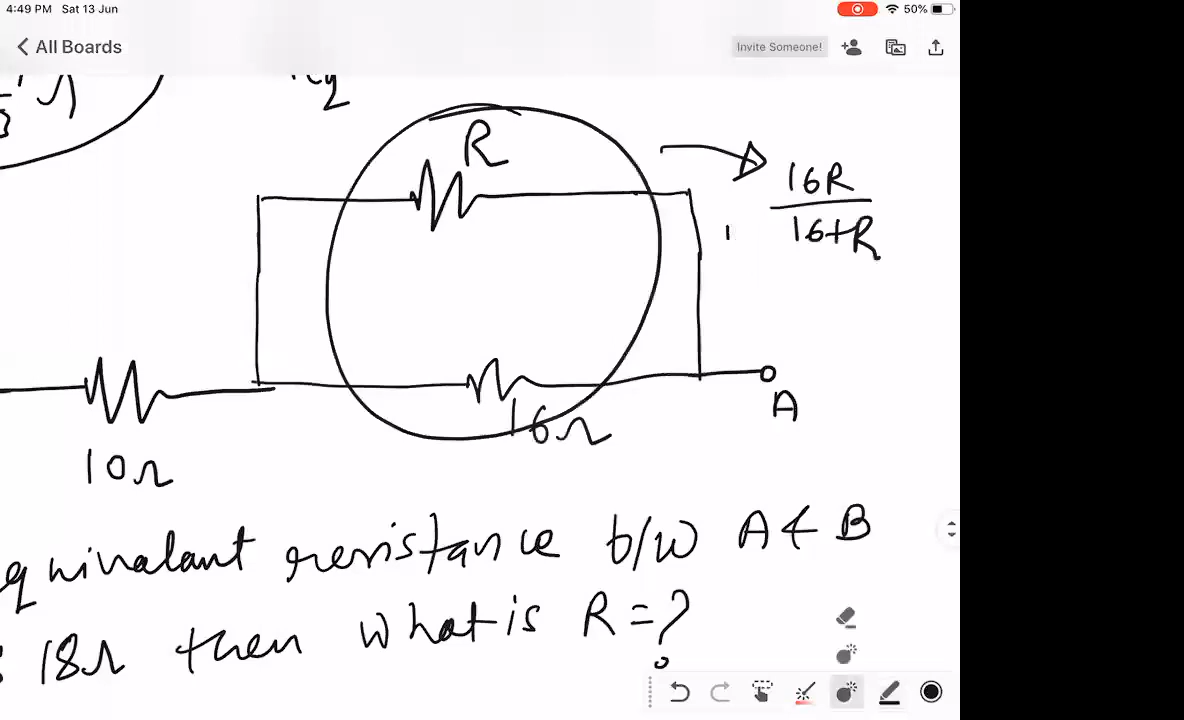 4:49 PM Sat 13 Jun
50%
All Boards
Invite Someone!
R
16R
16+R
16Ω
A
10Ω
equivalant resistance b/w A & B
18Ω then what is R=?